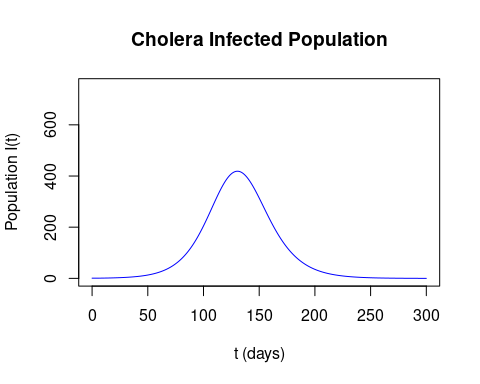 Cholera Infected Population
Population I(t)
600
400
200
0
0 50 100 150 200 250 300
t (days)